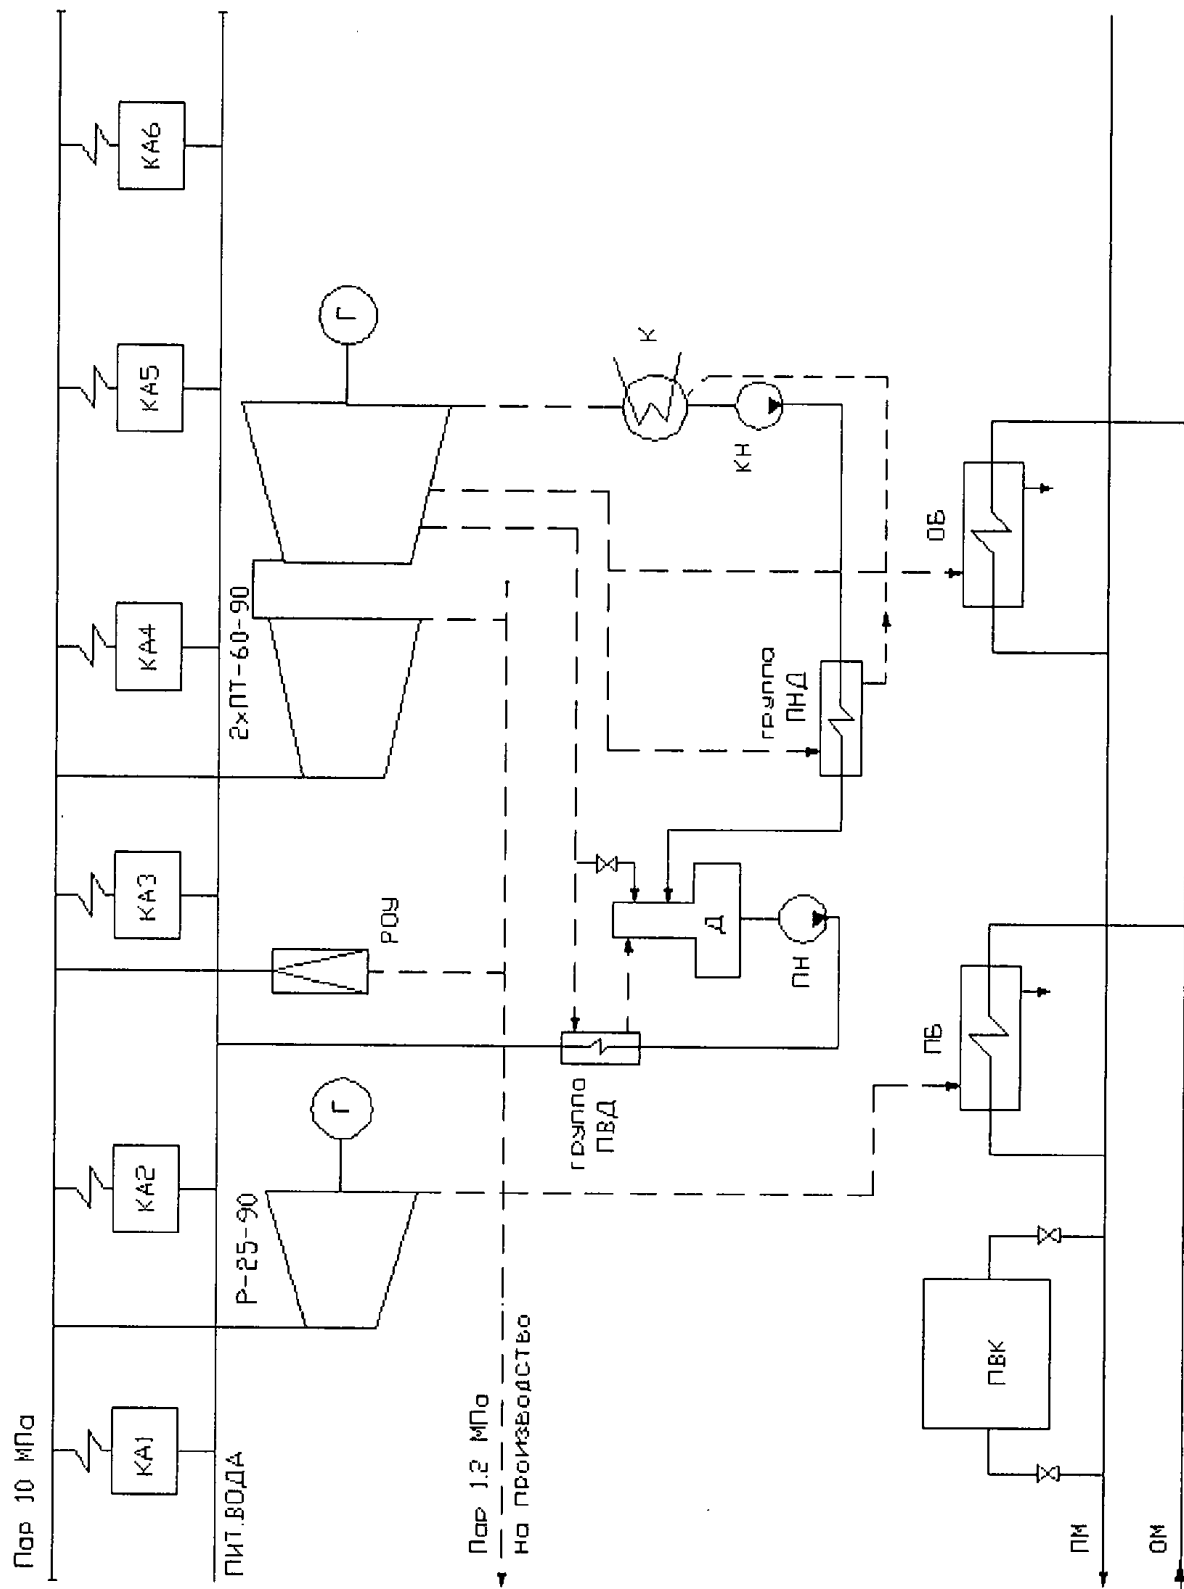 Пар 10 МПа
КА1
КА2
КА3
КА4
КА5
КА6
ПИТ.ВОДА
Р-25-90
2хПТ-60-90
Г
Г
РОУ
Пар 1.2 МПа
на производство
группа
ПВД
Д
ПН
группа
ПНД
КН
К
ПВК
ПБ
ОБ
ПМ
ОМ